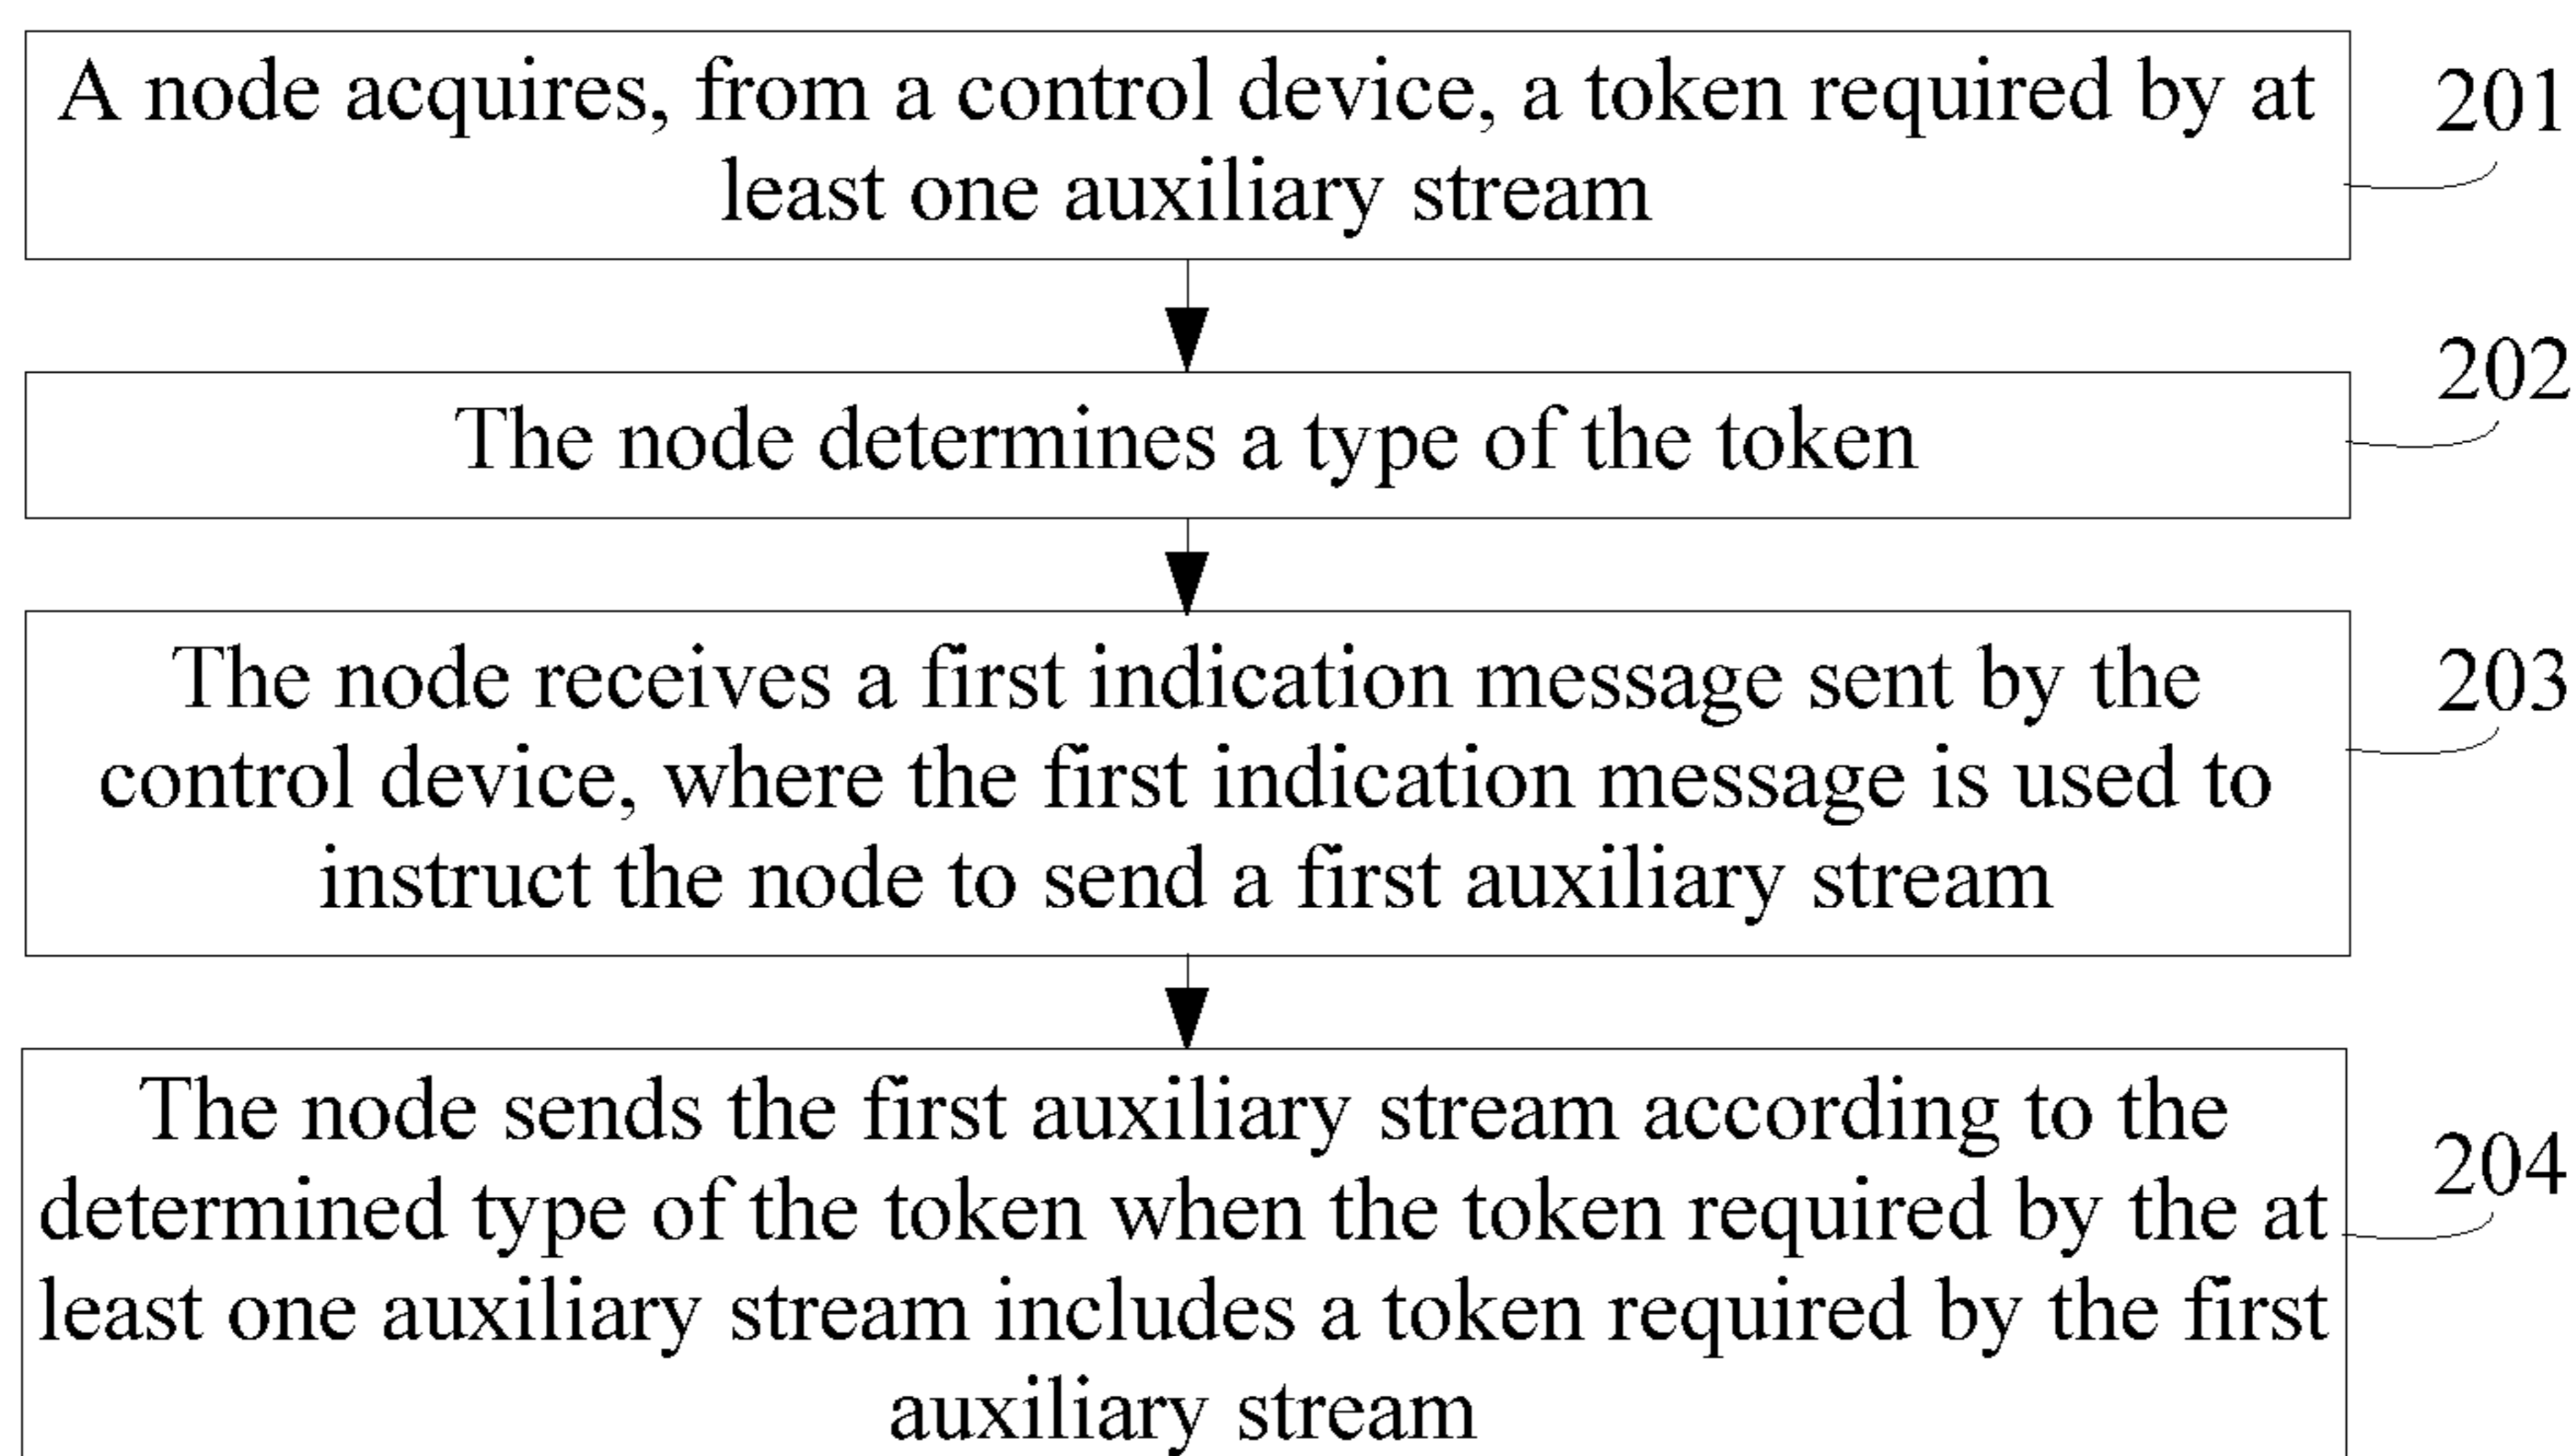 A node acquires, from a control device, a token required by at
least one auxiliary stream
201
The node determines a type of the token
202
The node receives a first indication message sent by the
control device, where the first indication message is used to
instruct the node to send a first auxiliary stream
203
The node sends the first auxiliary stream according to the
determined type of the token when the token required by the at
least one auxiliary stream includes a token required by the first
auxiliary stream
204